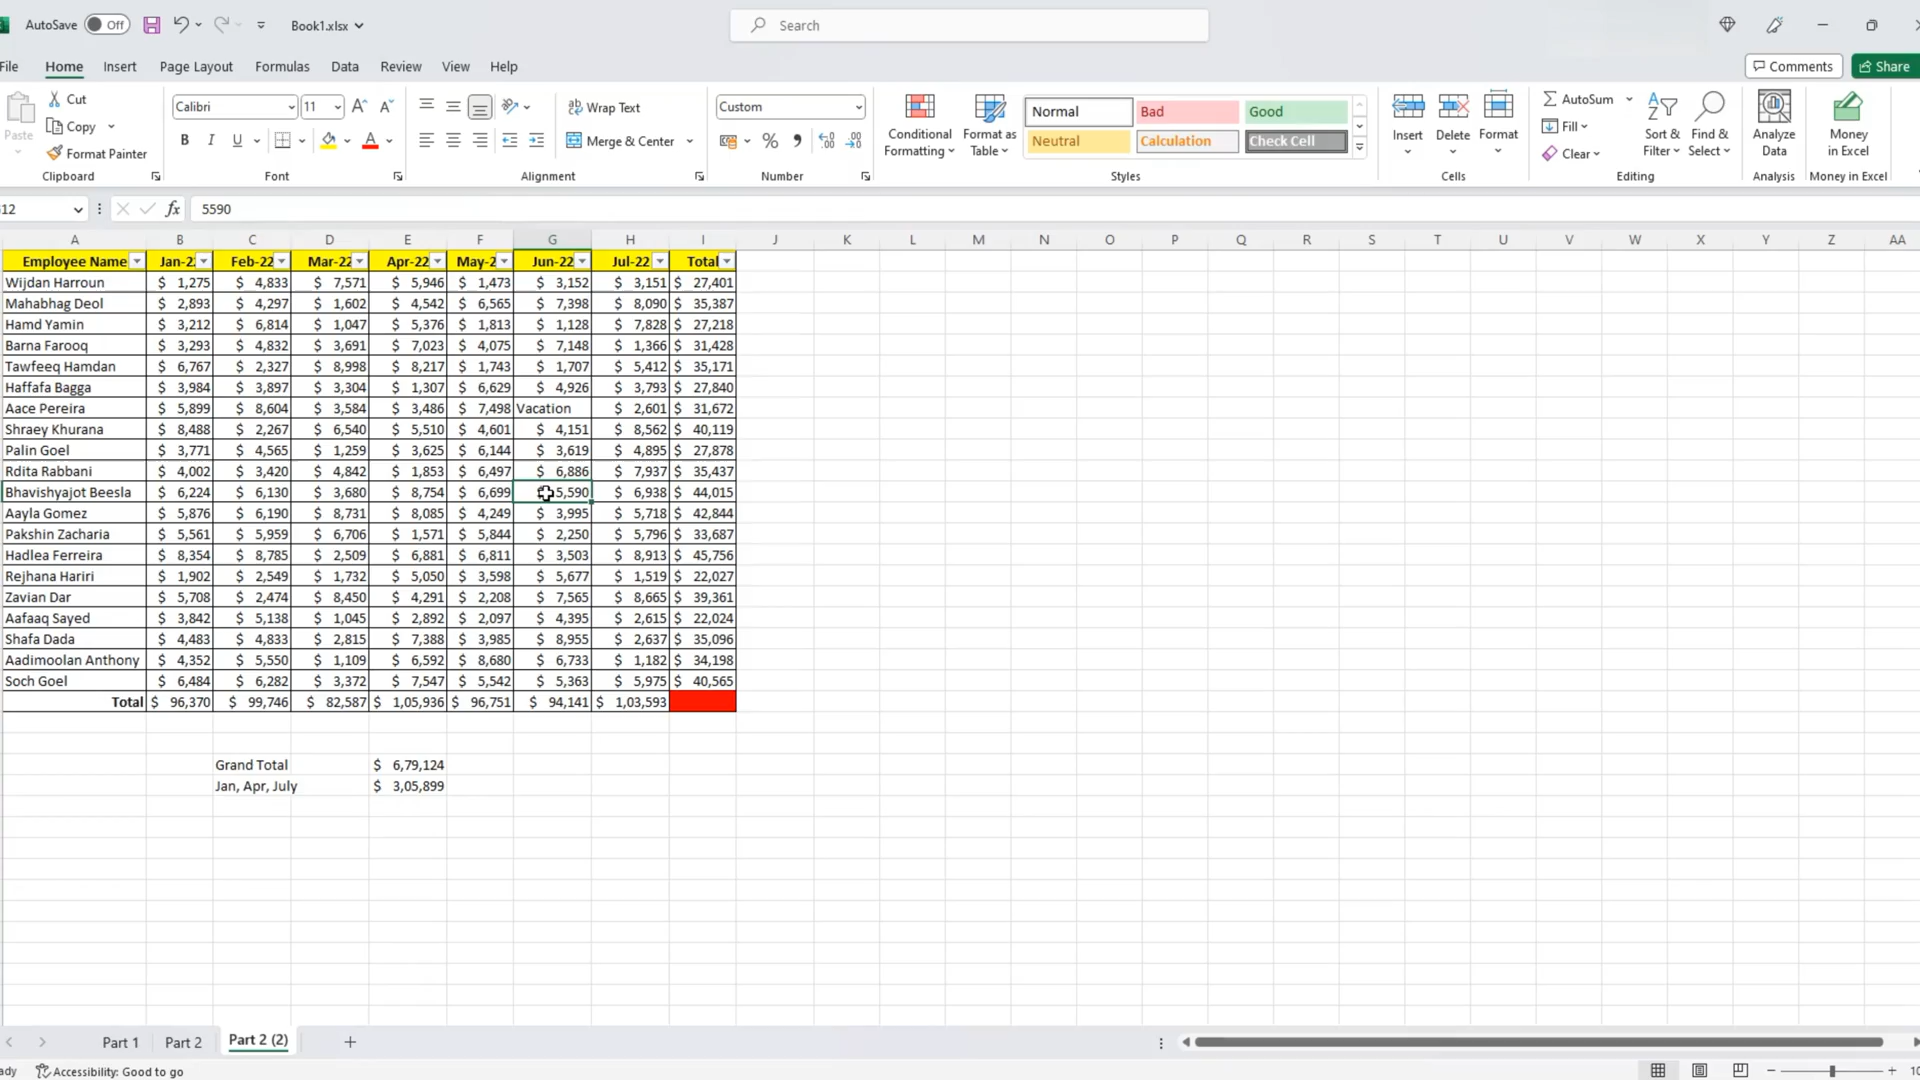 AutoSave Off Book1.xlsx Search
File Home Insert Page Layout Formulas Data Review View Help Comments Share
Paste Cut Copy Format Painter Clipboard
Calibri 11 B I U A Font
ab Wrap Text Merge & Center Alignment
Custom % Number
Conditional Formatting Format as Table Normal Bad Good Neutral Calculation Check Cell Styles
Insert Delete Format Cells
AutoSum Fill Clear Sort & Filter Find & Select Editing
Analyze Data Analysis
Money in Excel Money in Excel
12 fx 5590
A B C D E F G H I J K L M N O P Q R S T U V W X Y Z AA
Employee Name Jan-2 Feb-22 Mar-22 Apr-22 May-2 Jun-22 Jul-22 Total
Wijdan Harroun $ 1,275 $ 4,833 $ 7,571 $ 5,946 $ 1,473 $ 3,152 $ 3,151 $ 27,401
Mahabhag Deol $ 2,893 $ 4,297 $ 1,602 $ 4,542 $ 6,565 $ 7,398 $ 8,090 $ 35,387
Hamd Yamin $ 3,212 $ 6,814 $ 1,047 $ 5,376 $ 1,813 $ 1,128 $ 7,828 $ 27,218
Barna Farooq $ 3,293 $ 4,832 $ 3,691 $ 7,023 $ 4,075 $ 7,148 $ 1,366 $ 31,428
Tawfeeq Hamdan $ 6,767 $ 2,327 $ 8,998 $ 8,217 $ 1,743 $ 1,707 $ 5,412 $ 35,171
Haffafa Bagga $ 3,984 $ 3,897 $ 3,304 $ 1,307 $ 6,629 $ 4,926 $ 3,793 $ 27,840
Aace Pereira $ 5,899 $ 8,604 $ 3,584 $ 3,486 $ 7,498 Vacation $ 2,601 $ 31,672
Shraey Khurana $ 8,488 $ 2,267 $ 6,540 $ 5,510 $ 4,601 $ 4,151 $ 8,562 $ 40,119
Palin Goel $ 3,771 $ 4,565 $ 1,259 $ 3,625 $ 6,144 $ 3,619 $ 4,895 $ 27,878
Rdita Rabbani $ 4,002 $ 3,420 $ 4,842 $ 1,853 $ 6,497 $ 6,886 $ 7,937 $ 35,437
Bhavishyajot Beesla $ 6,224 $ 6,130 $ 3,680 $ 8,754 $ 6,699 5,590 $ 6,938 $ 44,015
Aayla Gomez $ 5,876 $ 6,190 $ 8,731 $ 8,085 $ 4,249 $ 3,995 $ 5,718 $ 42,844
Pakshin Zacharia $ 5,561 $ 5,959 $ 6,706 $ 1,571 $ 5,844 $ 2,250 $ 5,796 $ 33,687
Hadlea Ferreira $ 8,354 $ 8,785 $ 2,509 $ 6,881 $ 6,811 $ 3,503 $ 8,913 $ 45,756
Rejhana Hariri $ 1,902 $ 2,549 $ 1,732 $ 5,050 $ 3,598 $ 5,677 $ 1,519 $ 22,027
Zavian Dar $ 5,708 $ 2,474 $ 8,450 $ 4,291 $ 2,208 $ 7,565 $ 8,665 $ 39,361
Aafaaq Sayed $ 3,842 $ 5,138 $ 1,045 $ 2,892 $ 2,097 $ 4,395 $ 2,615 $ 22,024
Shafa Dada $ 4,483 $ 4,833 $ 2,815 $ 7,388 $ 3,985 $ 8,955 $ 2,637 $ 35,096
Aadimoolan Anthony $ 4,352 $ 5,550 $ 1,109 $ 6,592 $ 8,680 $ 6,733 $ 1,182 $ 34,198
Soch Goel $ 6,484 $ 6,282 $ 3,372 $ 7,547 $ 5,542 $ 5,363 $ 5,975 $ 40,565
Total $ 96,370 $ 99,746 $ 82,587 $ 1,05,936 $ 96,751 $ 94,141 $ 1,03,593
Grand Total $ 6,79,124
Jan, Apr, July $ 3,05,899
Part 1 Part 2 Part 2 (2)
ady Accessibility: Good to go 10